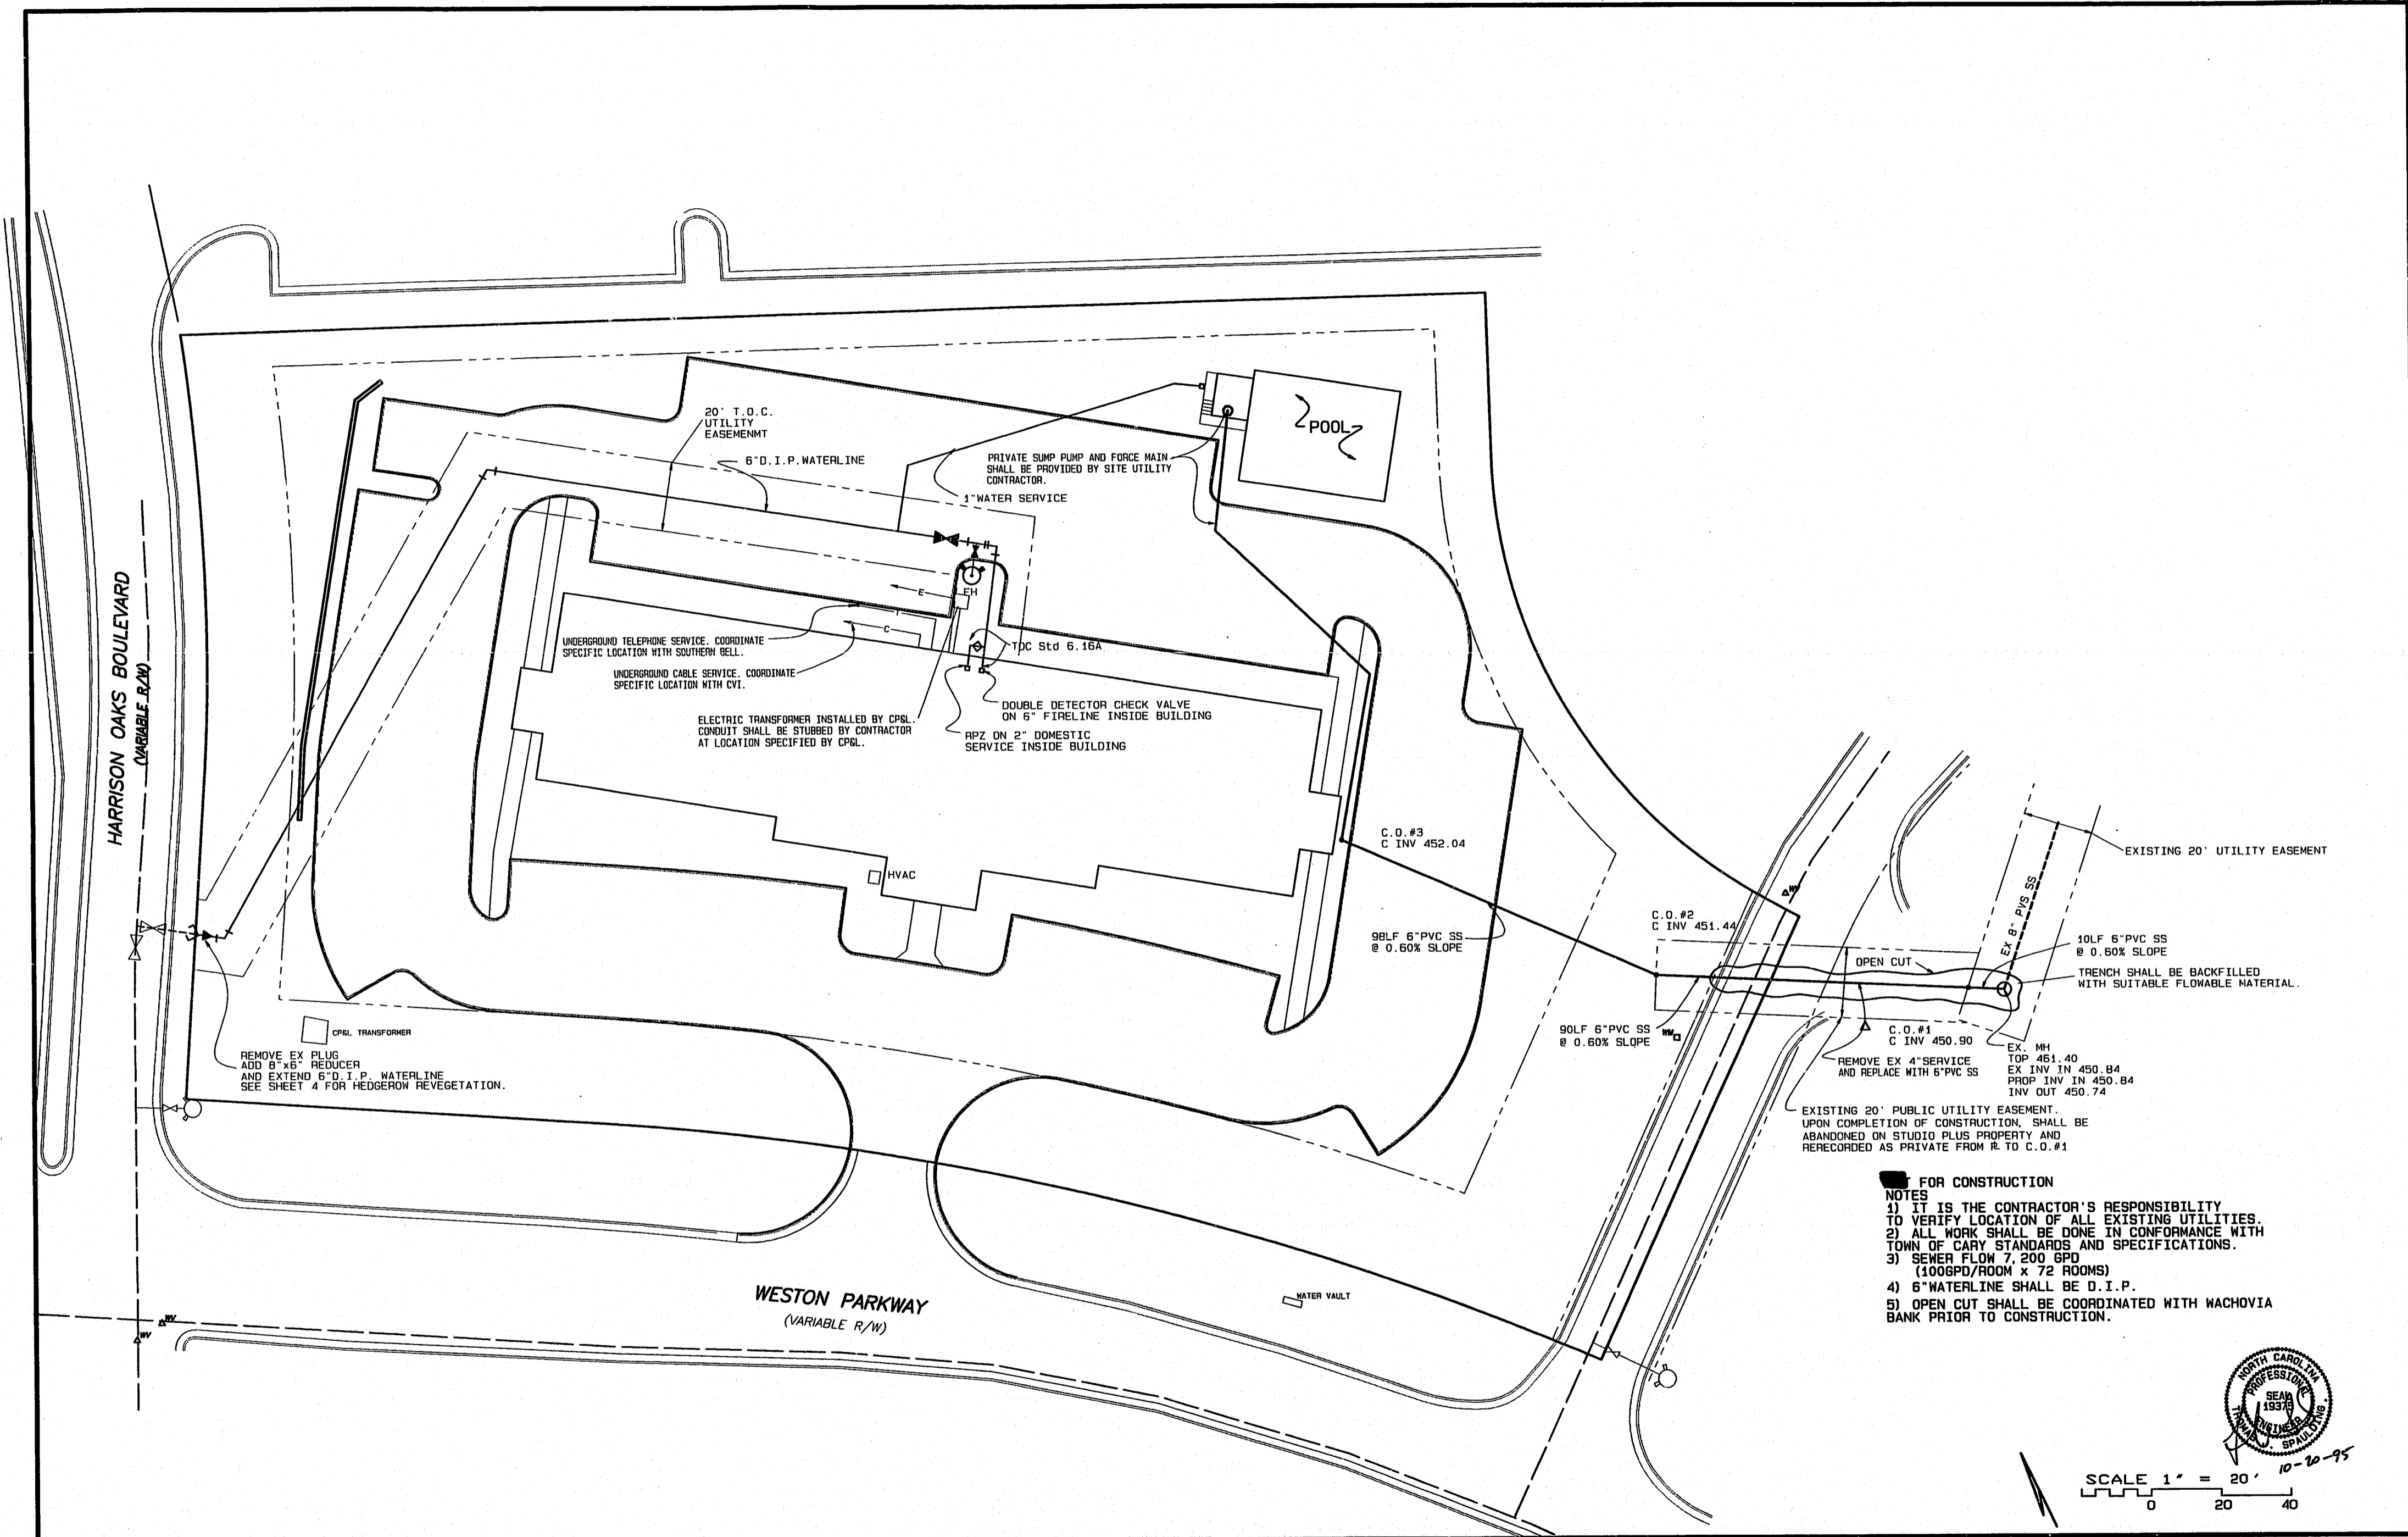 HARRISON OAKS BOULEVARD
(VARIABLE R/W)
20' T.O.C.
UTILITY
EASEMENMT
6"D.I.P.WATERLINE
PRIVATE SUMP PUMP AND FORCE MAIN
SHALL BE PROVIDED BY SITE UTILITY
CONTRACTOR.
1"WATER SERVICE
POOL
E
FH
T
C
UNDERGROUND TELEPHONE SERVICE. COORDINATE
SPECIFIC LOCATION WITH SOUTHERN BELL.
TOC Std 6.16A
UNDERGROUND CABLE SERVICE. COORDINATE
SPECIFIC LOCATION WITH CVI.
DOUBLE DETECTOR CHECK VALVE
ON 6" FIRELINE INSIDE BUILDING
ELECTRIC TRANSFORMER INSTALLED BY CP&L.
CONDUIT SHALL BE STUBBED BY CONTRACTOR
AT LOCATION SPECIFIED BY CP&L.
RPZ ON 2" DOMESTIC
SERVICE INSIDE BUILDING
C.O.#3
C INV 452.04
HVAC
EXISTING 20' UTILITY EASEMENT
WV
C.O.#2
C INV 451.44
98LF 6"PVC SS
@ 0.60% SLOPE
EX 8" PVS SS
10LF 6"PVC SS
@ 0.60% SLOPE
OPEN CUT
TRENCH SHALL BE BACKFILLED
WITH SUITABLE FLOWABLE MATERIAL.
90LF 6"PVC SS
@ 0.60% SLOPE
WM
C.O.#1
C INV 450.90
REMOVE EX 4"SERVICE
AND REPLACE WITH 6"PVC SS
EX. MH
TOP 461.40
EX INV IN 450.84
PROP INV IN 450.84
INV OUT 450.74
CP&L TRANSFORMER
REMOVE EX PLUG
ADD 8"x6" REDUCER
AND EXTEND 6"D.I.P. WATERLINE
SEE SHEET 4 FOR HEDGEROW REVEGETATION.
EXISTING 20' PUBLIC UTILITY EASEMENT.
UPON COMPLETION OF CONSTRUCTION, SHALL BE
ABANDONED ON STUDIO PLUS PROPERTY AND
RERECORDED AS PRIVATE FROM PL TO C.O.#1
FOR CONSTRUCTION
NOTES
1) IT IS THE CONTRACTOR'S RESPONSIBILITY
TO VERIFY LOCATION OF ALL EXISTING UTILITIES.
2) ALL WORK SHALL BE DONE IN CONFORMANCE WITH
TOWN OF CARY STANDARDS AND SPECIFICATIONS.
3) SEWER FLOW 7,200 GPD
(100GPD/ROOM x 72 ROOMS)
4) 6"WATERLINE SHALL BE D.I.P.
5) OPEN CUT SHALL BE COORDINATED WITH WACHOVIA
BANK PRIOR TO CONSTRUCTION.
WESTON PARKWAY
(VARIABLE R/W)
WATER VAULT
WV
WV
NORTH CAROLINA
PROFESSIONAL
SEAL
ENGINEER
THOMAS J. SPAULDING
10-20-95
SCALE 1" = 20'
0 20 40